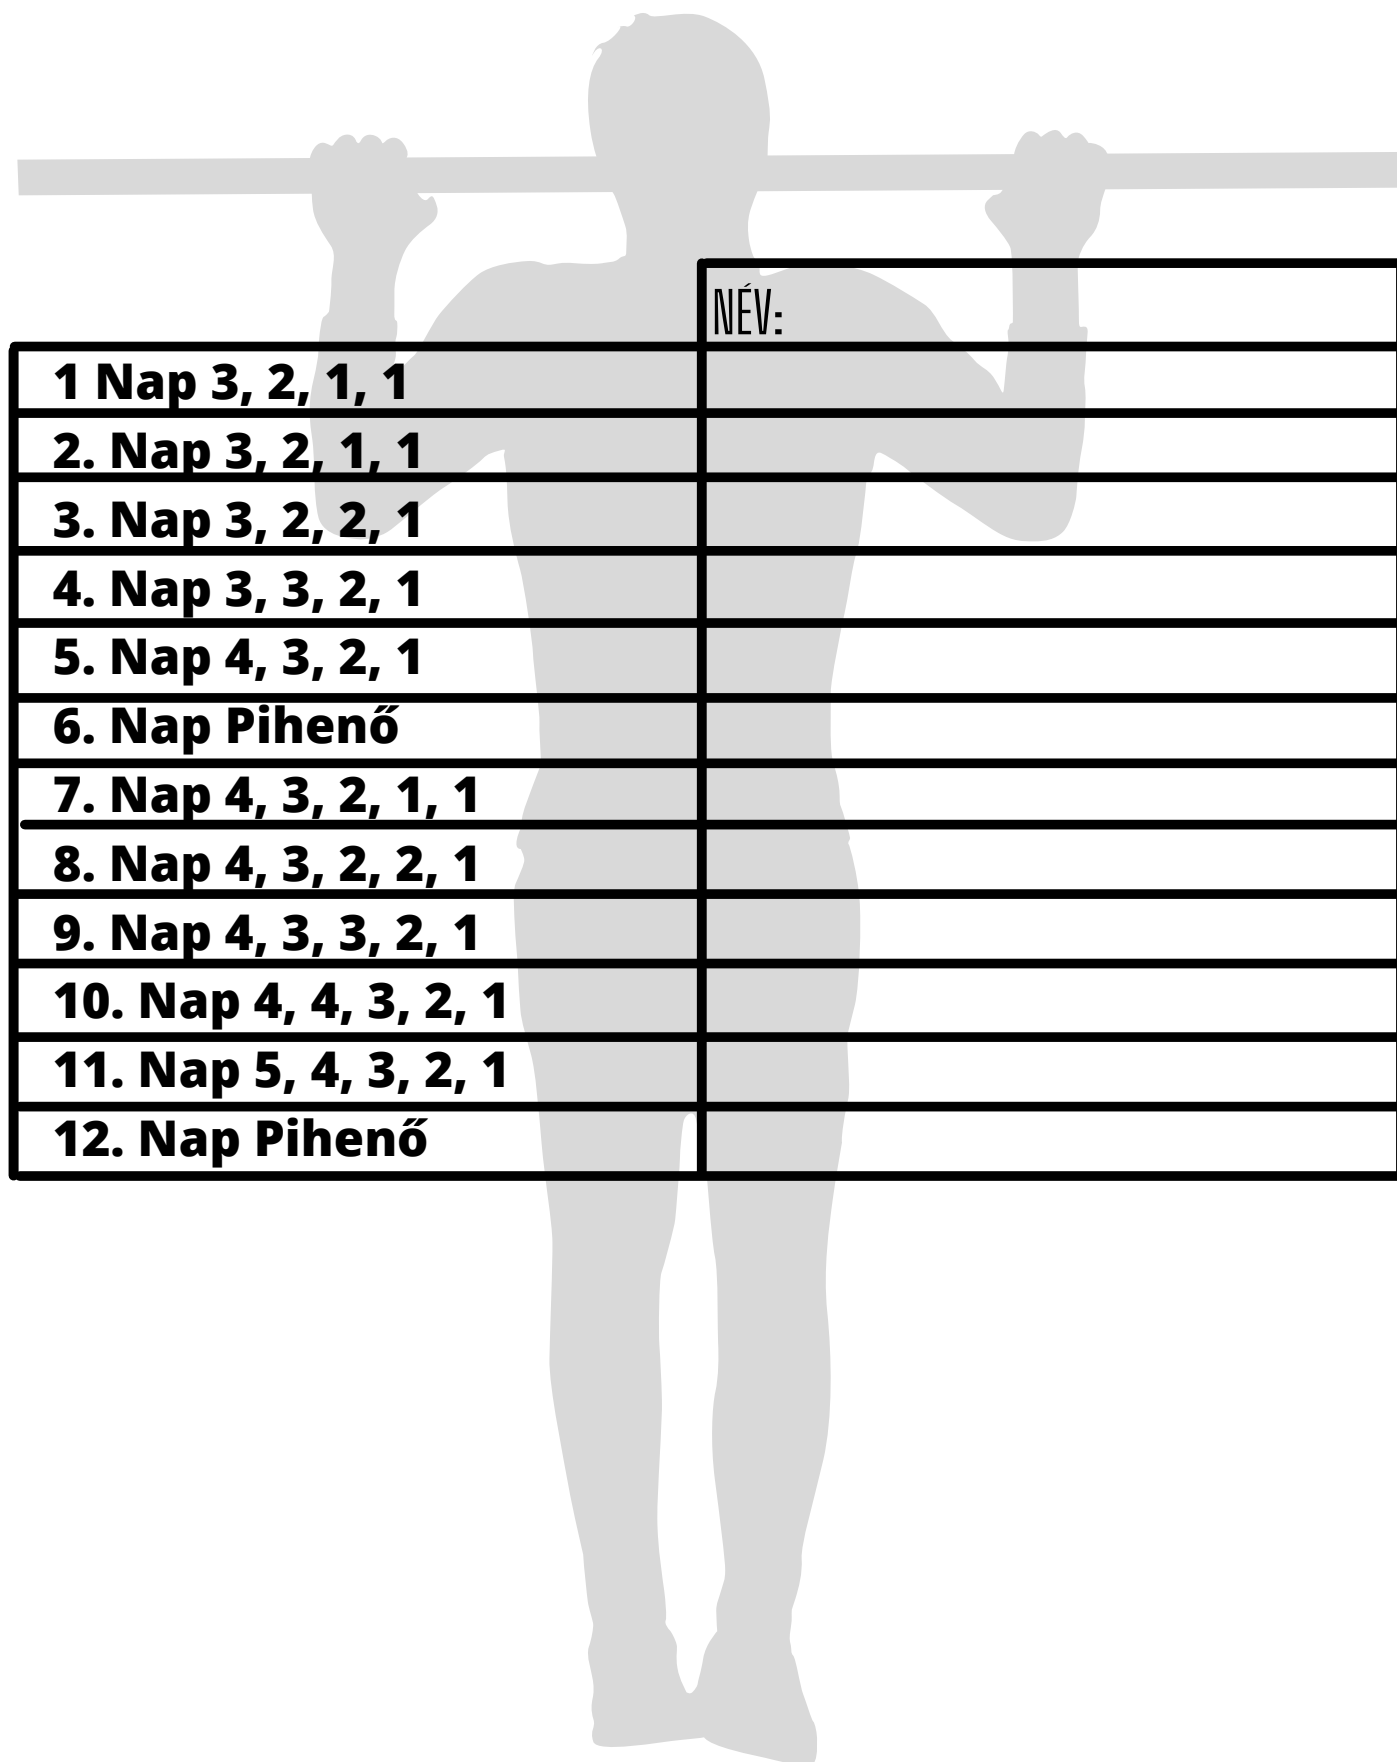 NÉV:
1 Nap 3, 2, 1, 1
2. Nap 3, 2, 1, 1
3. Nap 3, 2, 2, 1
4. Nap 3, 3, 2, 1
5. Nap 4, 3, 2, 1
6. Nap Pihenő
7. Nap 4, 3, 2, 1, 1
8. Nap 4, 3, 2, 2, 1
9. Nap 4, 3, 3, 2, 1
10. Nap 4, 4, 3, 2, 1
11. Nap 5, 4, 3, 2, 1
12. Nap Pihenő